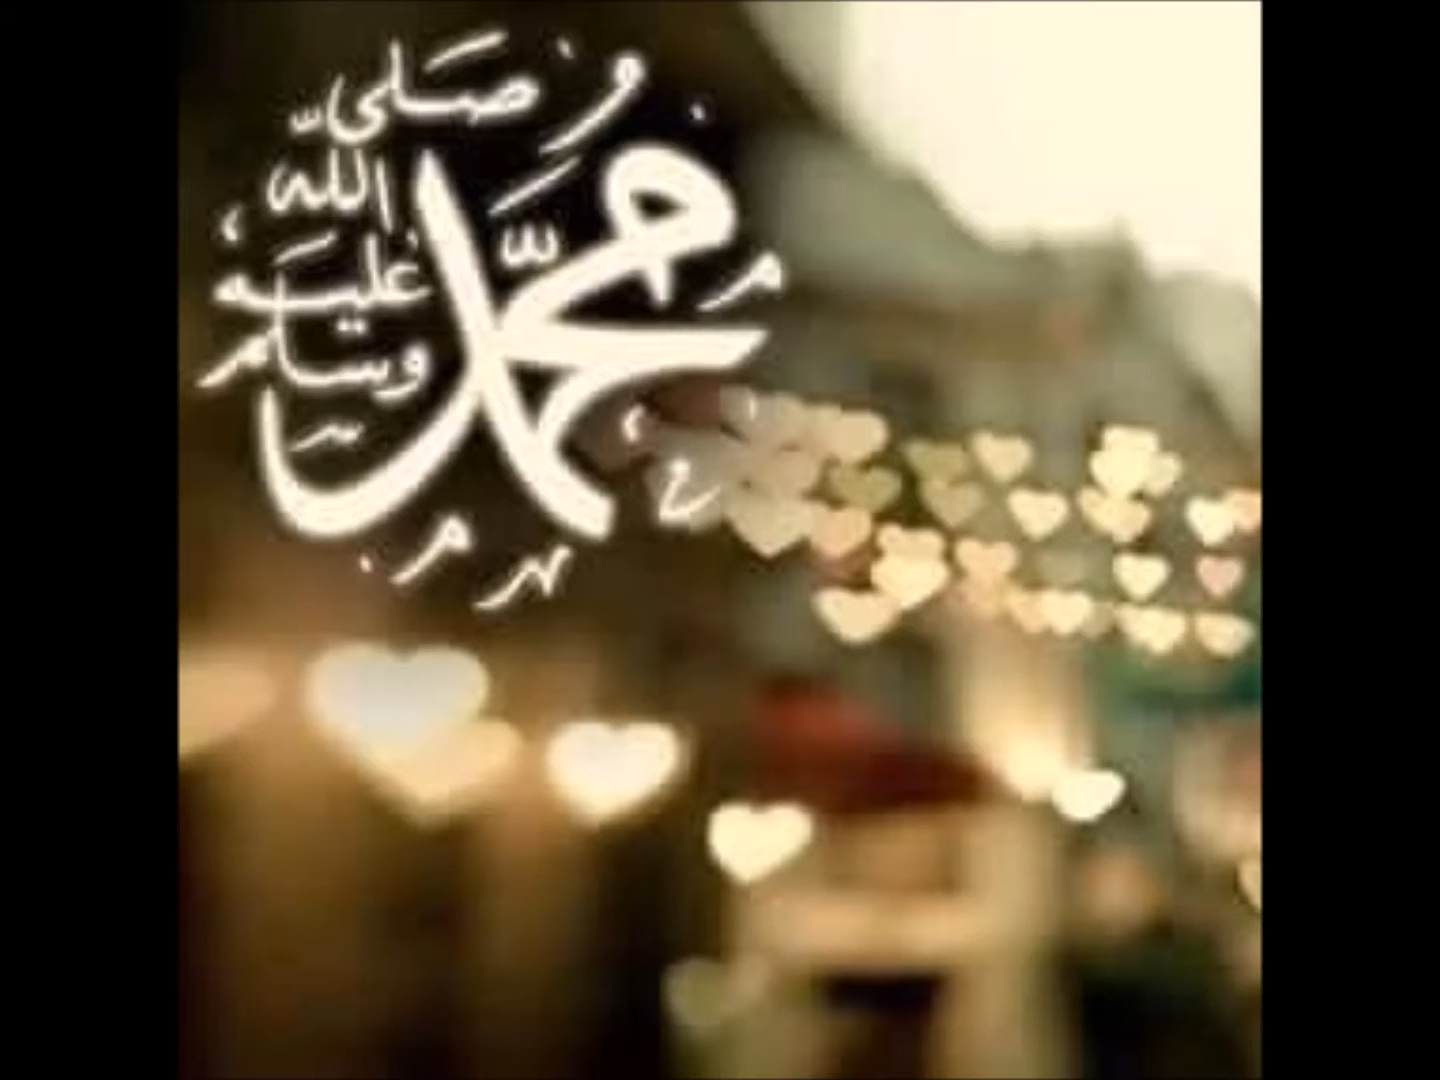 محمد
صلى
الله
عليه
وسلم